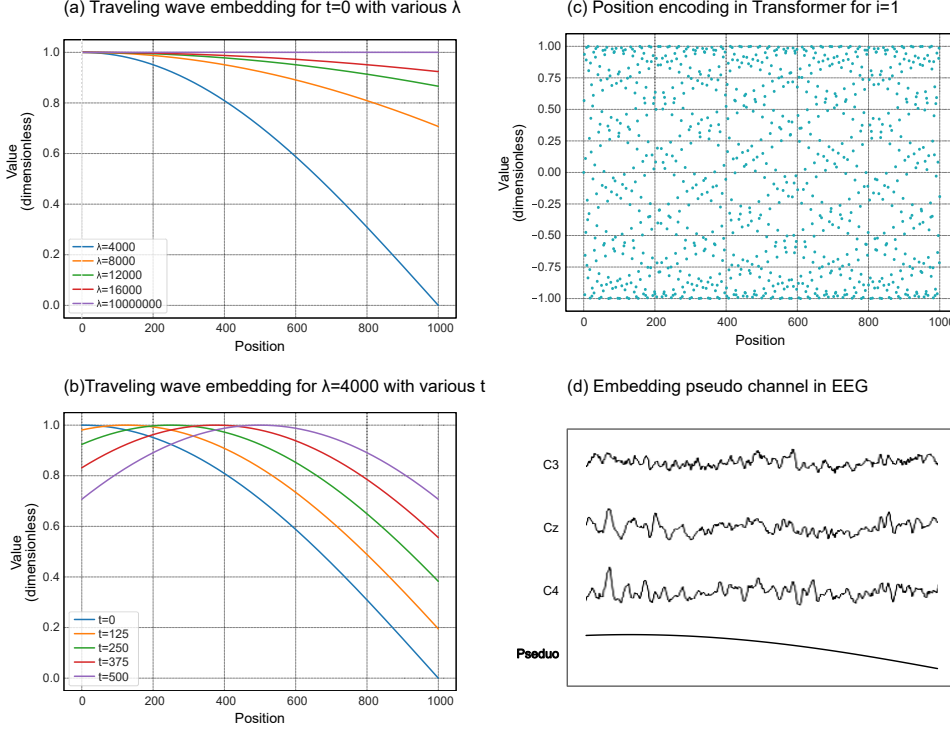 (a) Traveling wave embedding for t=0 with various λ
1.0
0.8
0.6
0.4
0.2
0.0
Value
(dimensionless)
λ=4000
λ=8000
λ=12000
λ=16000
λ=10000000
0 200 400 600 800 1000
Position
(c) Position encoding in Transformer for i=1
1.00
0.75
0.50
0.25
0.00
−0.25
−0.50
−0.75
−1.00
Value
(dimensionless)
0 200 400 600 800 1000
Position
(b)Traveling wave embedding for λ=4000 with various t
1.0
0.8
0.6
0.4
0.2
0.0
Value
(dimensionless)
t=0
t=125
t=250
t=375
t=500
0 200 400 600 800 1000
Position
(d) Embedding pseudo channel in EEG
C3
Cz
C4
Pseduo